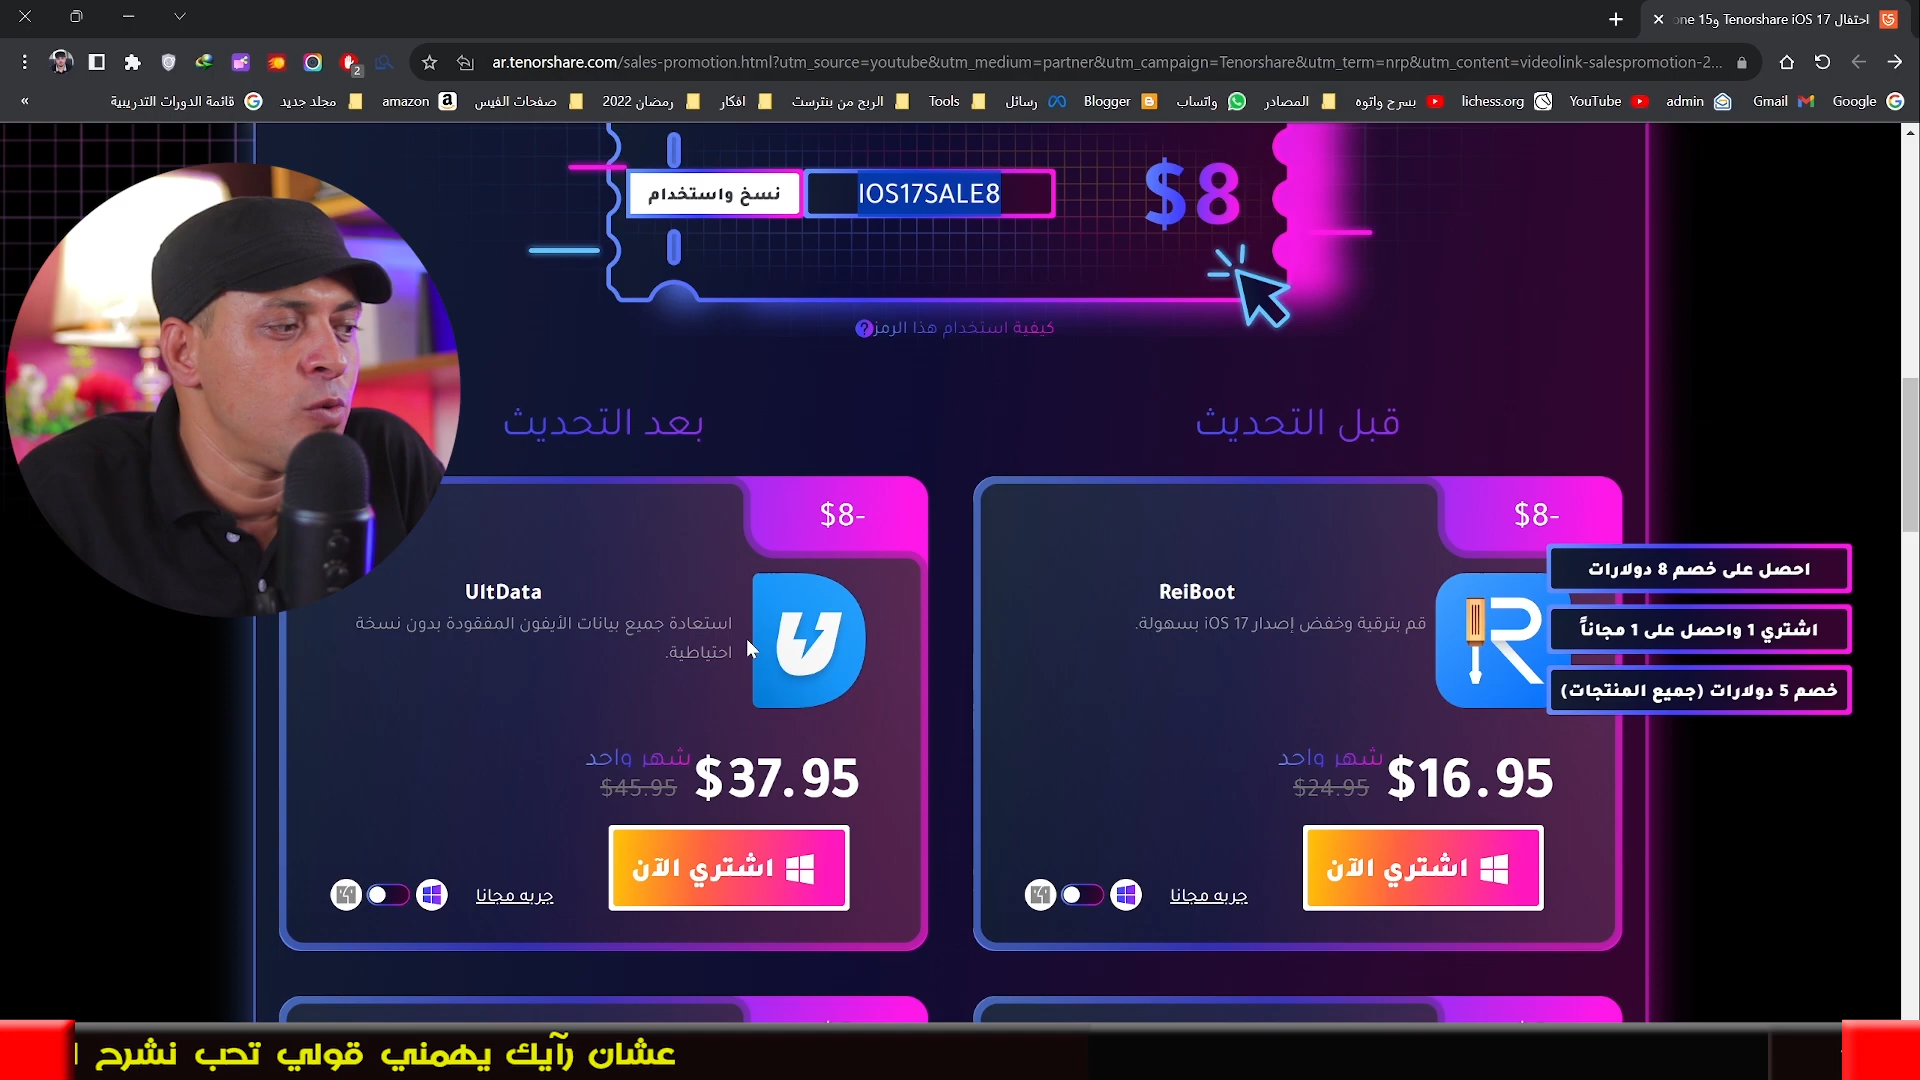 احتفال Tenorshare iOS 17 وone 15
ar.tenorshare.com/sales-promotion.html?utm_source=youtube&utm_medium=partner&utm_campaign=Tenorshare&utm_term=nrp&utm_content=videolink-salespromotion-2...
2
Google
Gmail
admin
YouTube
lichess.org
بسرح واتوه
المصادر
واتساب
Blogger
رسائل
Tools
الربح من بنترست
افكار
رمضان 2022
صفحات الفيس
amazon
مجلد جديد
قائمة الدورات التدريبية
«
$8
IOS17SALE8
نسخ واستخدام
كيفية استخدام هذا الرمز?
قبل التحديث
بعد التحديث
$8-
ReiBoot
قم بترقية وخفض إصدار iOS 17 بسهولة.
شهر واحد
$24.95
$16.95
اشتري الآن
جربه مجانا
$8-
UltData
استعادة جميع بيانات الأيفون المفقودة بدون نسخة
احتياطية.
شهر واحد
$45.95
$37.95
اشتري الآن
جربه مجانا
احصل على خصم 8 دولارات
اشتري 1 واحصل على 1 مجاناً
خصم 5 دولارات (جميع المنتجات)
عشان رآيك يهمني قولي تحب نشرح